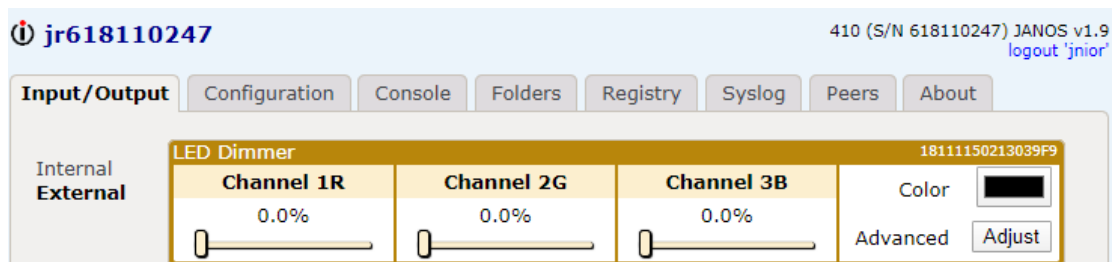 jr618110247
410 (S/N 618110247) JANOS v1.9
logout 'jnior'
Input/Output Configuration Console Folders Registry Syslog Peers About
Internal
External
LED Dimmer 18111150213039F9
Channel 1R Channel 2G Channel 3B
0.0% 0.0% 0.0%
Color
Advanced Adjust